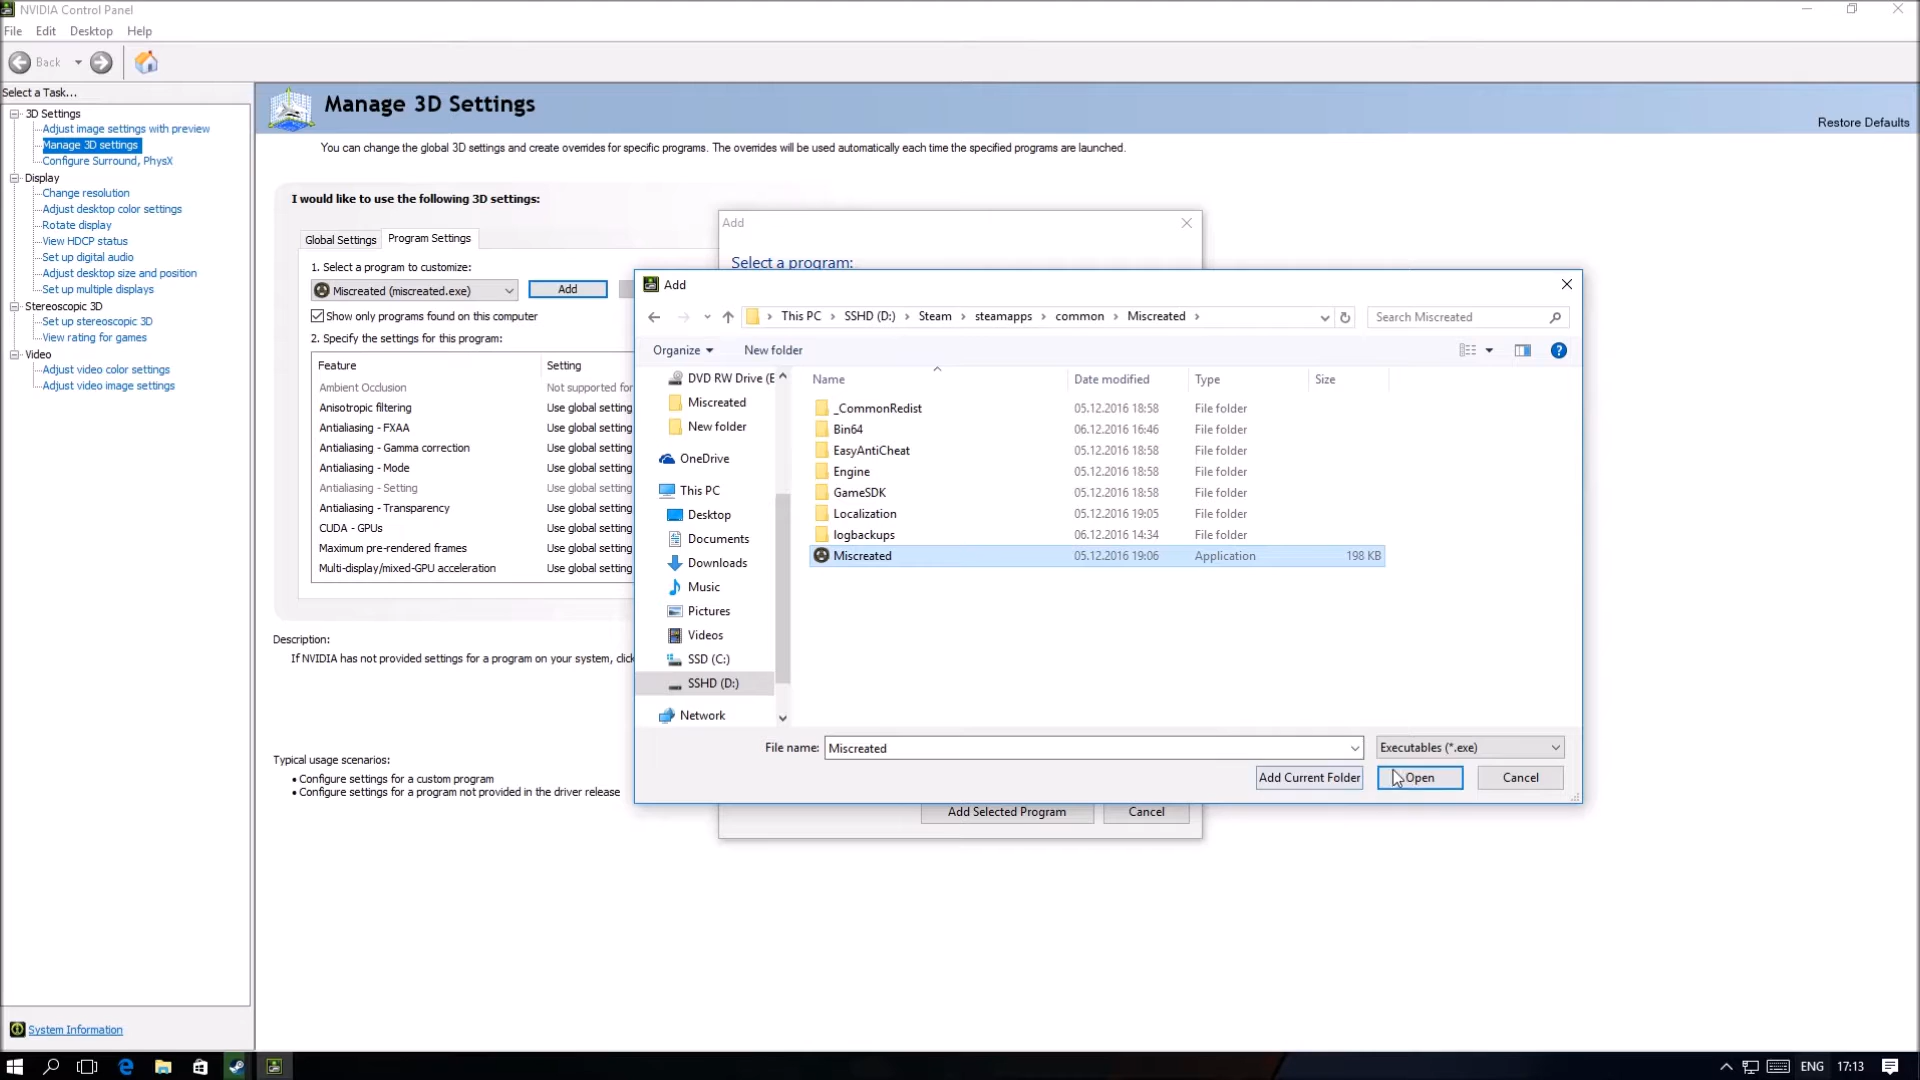 NVIDIA Control Panel
File Edit Desktop Help
Back
Select a Task...
3D Settings
Adjust image settings with preview
Manage 3D settings
Configure Surround, PhysX
Display
Change resolution
Adjust desktop color settings
Rotate display
View HDCP status
Set up digital audio
Adjust desktop size and position
Set up multiple displays
Stereoscopic 3D
Set up stereoscopic 3D
View rating for games
Video
Adjust video color settings
Adjust video image settings
System Information
Manage 3D Settings
Restore Defaults
You can change the global 3D settings and create overrides for specific programs. The overrides will be used automatically each time the specified programs are launched.
I would like to use the following 3D settings:
Global Settings Program Settings
1. Select a program to customize:
Miscreated (miscreated.exe) Add
Show only programs found on this computer
2. Specify the settings for this program:
Feature Setting
Ambient Occlusion Not supported for
Anisotropic filtering Use global setting
Antialiasing - FXAA Use global setting
Antialiasing - Gamma correction Use global setting
Antialiasing - Mode Use global setting
Antialiasing - Setting Use global setting
Antialiasing - Transparency Use global setting
CUDA - GPUs Use global setting
Maximum pre-rendered frames Use global setting
Multi-display/mixed-GPU acceleration Use global setting
Description:
If NVIDIA has not provided settings for a program on your system, click
Typical usage scenarios:
• Configure settings for a custom program
• Configure settings for a program not provided in the driver release
Add
Select a program:
Add
This PC > SSHD (D:) > Steam > steamapps > common > Miscreated >
Search Miscreated
Organize New folder
DVD RW Drive (E
Miscreated
New folder
OneDrive
This PC
Desktop
Documents
Downloads
Music
Pictures
Videos
SSD (C:)
SSHD (D:)
Network
Name Date modified Type Size
_CommonRedist 05.12.2016 18:58 File folder
Bin64 06.12.2016 16:46 File folder
EasyAntiCheat 05.12.2016 18:58 File folder
Engine 05.12.2016 18:58 File folder
GameSDK 05.12.2016 18:58 File folder
Localization 05.12.2016 19:05 File folder
logbackups 06.12.2016 14:34 File folder
Miscreated 05.12.2016 19:06 Application 198 KB
File name: Miscreated Executables (*.exe)
Add Current Folder Open Cancel
Add Selected Program Cancel
ENG 17:13